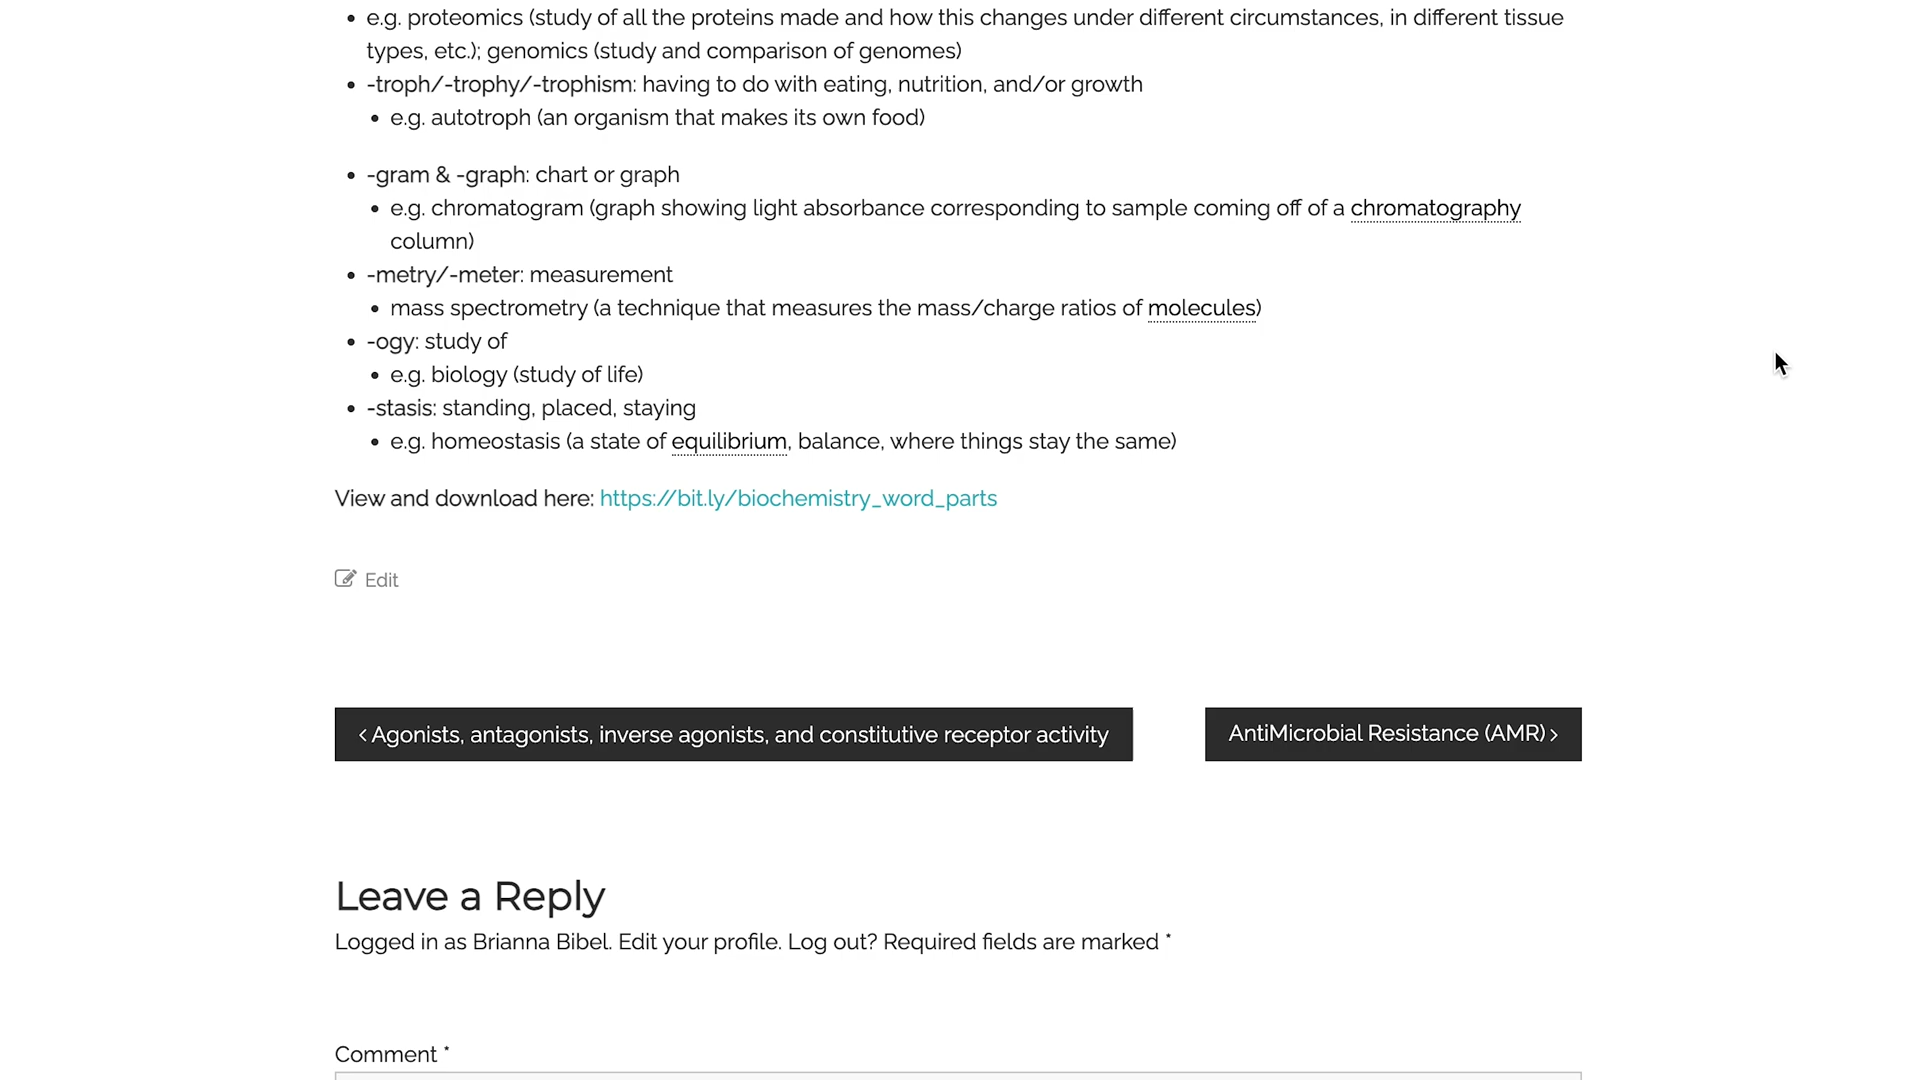 e.g. proteomics (study of all the proteins made and how this changes under different circumstances, in different tissue
types, etc.); genomics (study and comparison of genomes)
-troph/-trophy/-trophism: having to do with eating, nutrition, and/or growth
e.g. autotroph (an organism that makes its own food)
-gram & -graph: chart or graph
e.g. chromatogram (graph showing light absorbance corresponding to sample coming off of a chromatography
column)
-metry/-meter: measurement
mass spectrometry (a technique that measures the mass/charge ratios of molecules)
-ogy: study of
e.g. biology (study of life)
-stasis: standing, placed, staying
e.g. homeostasis (a state of equilibrium, balance, where things stay the same)
View and download here: https://bit.ly/biochemistry_word_parts
Edit
‹ Agonists, antagonists, inverse agonists, and constitutive receptor activity
AntiMicrobial Resistance (AMR) ›
Leave a Reply
Logged in as Brianna Bibel. Edit your profile. Log out? Required fields are marked *
Comment *